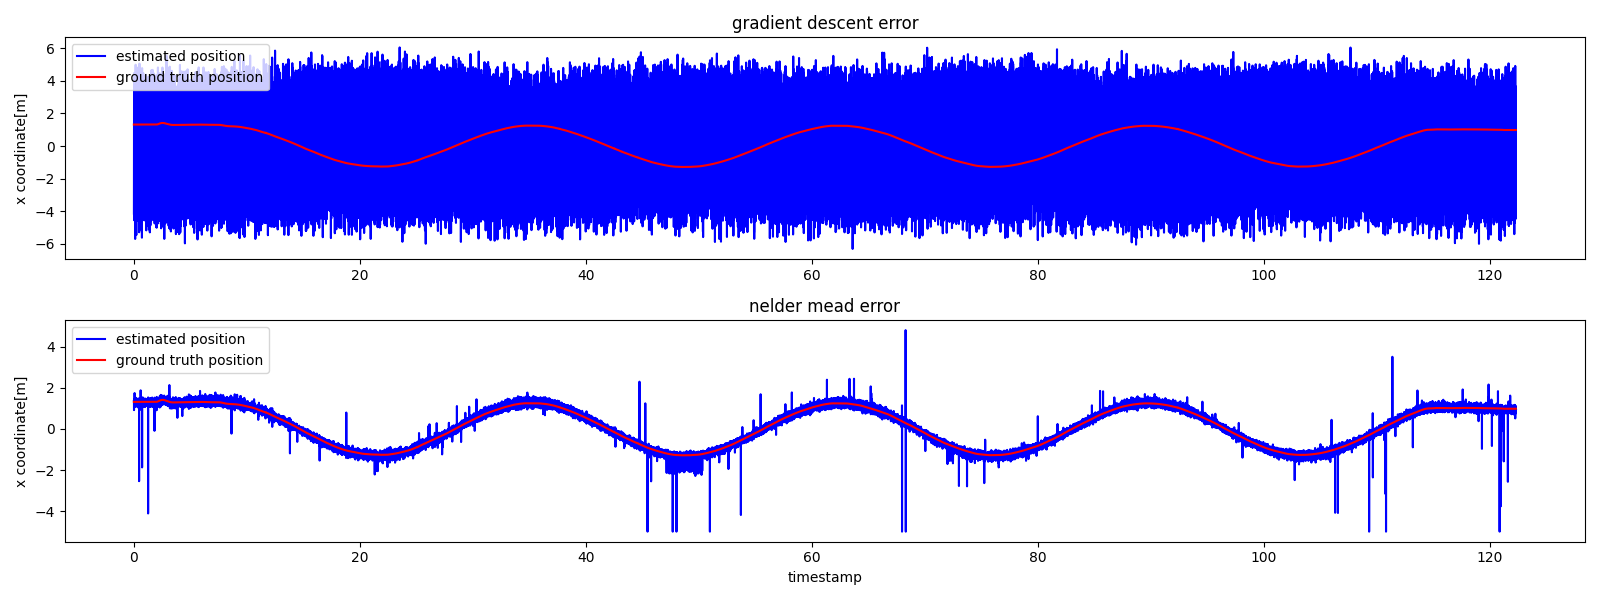 gradient descent error
estimated position
ground truth position
x coordinate[m]
6
4
2
0
−2
−4
−6
0 20 40 60 80 100 120
nelder mead error
estimated position
ground truth position
x coordinate[m]
4
2
0
−2
−4
0 20 40 60 80 100 120
timestamp